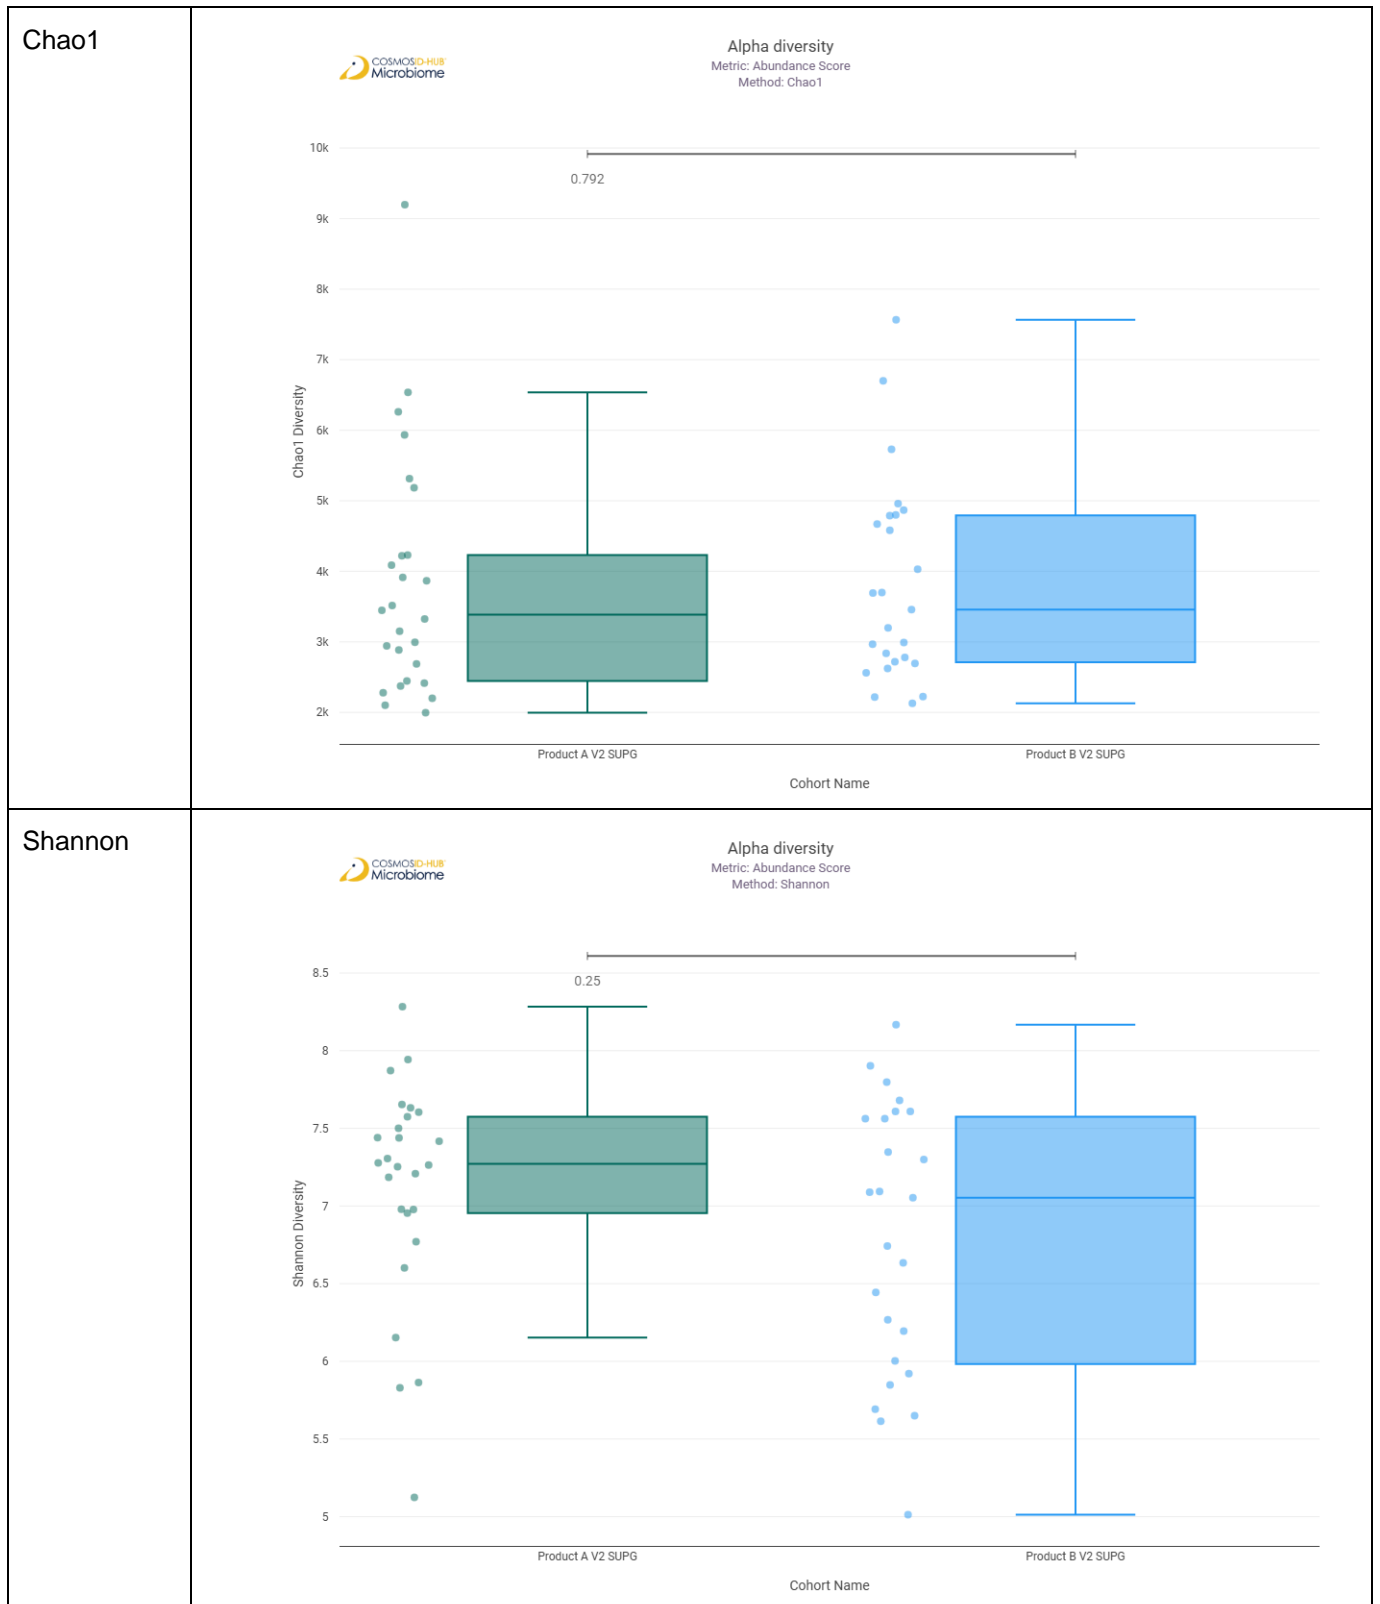 Chao1
COSMOSID-HUB
Microbiome
Alpha diversity
Metric: Abundance Score
Method: Chao1
10k
0.792
9k
8k
7k
6k
5k
4k
3k
2k
Chao1 Diversity
Product A V2 SUPG
Product B V2 SUPG
Cohort Name
Shannon
COSMOSID-HUB
Microbiome
Alpha diversity
Metric: Abundance Score
Method: Shannon
8.5
0.25
8
7.5
7
6.5
6
5.5
5
Shannon Diversity
Product A V2 SUPG
Product B V2 SUPG
Cohort Name